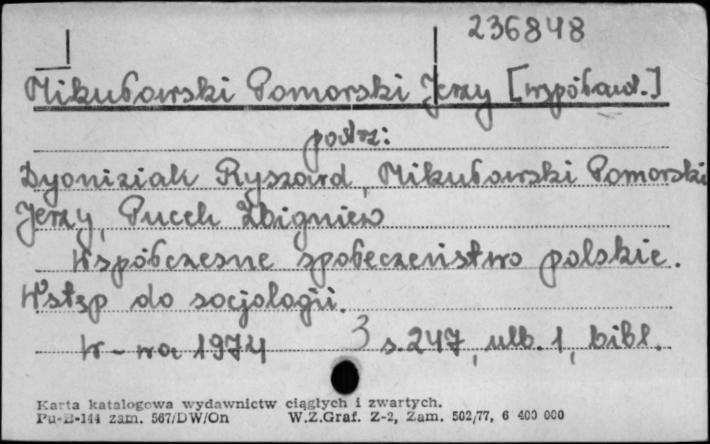 236848
Mikułowski Pomorski Jerzy [współaut.]
podrz:
Dyoniziak Ryszard, Mikułowski Pomorski
Jerzy, Pucek Zbigniew
Współczesne społeczeństwo polskie.
Wstęp do socjologii.
W-wa 1974 3 s. 247, ulb. 1, bibl.
Karta katalogowa wydawnictw ciągłych i zwartych.
Pu-B-144 zam. 567/DW/On W.Z.Graf. Z-2, Zam. 502/77, 6 400 000